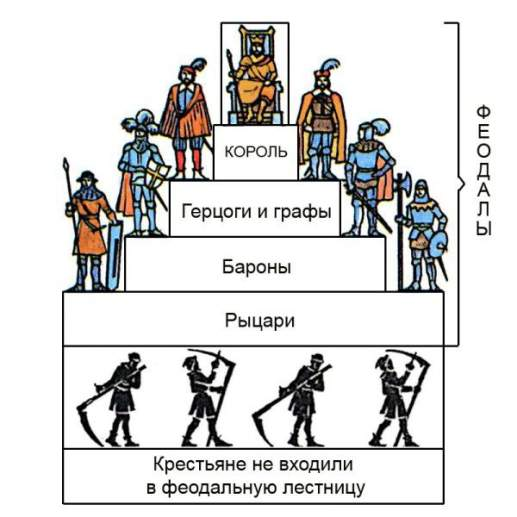 КОРОЛЬ
Герцоги и графы
Бароны
Рыцари
Крестьяне не входили
в феодальную лестницу
ФЕОДАЛЫ